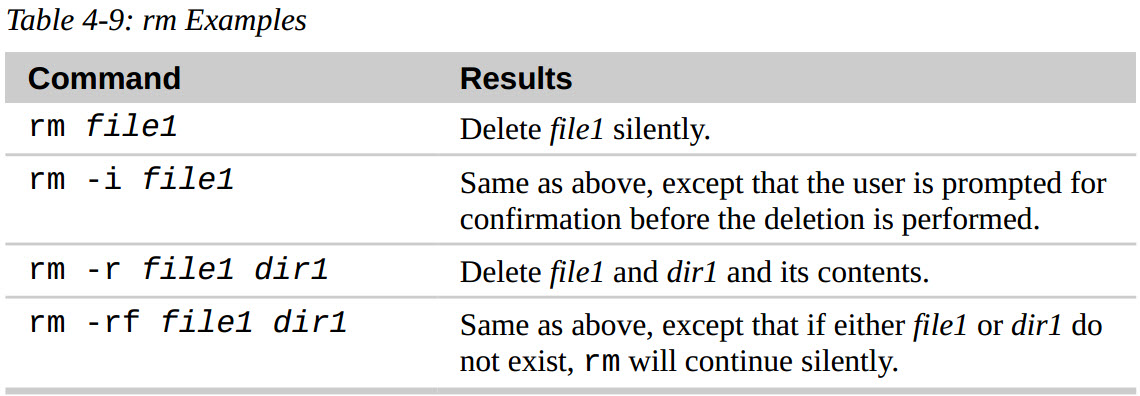 Table 4-9: rm Examples
Command Results
rm file1 Delete file1 silently.
rm -i file1 Same as above, except that the user is prompted for
confirmation before the deletion is performed.
rm -r file1 dir1 Delete file1 and dir1 and its contents.
rm -rf file1 dir1 Same as above, except that if either file1 or dir1 do
not exist, rm will continue silently.